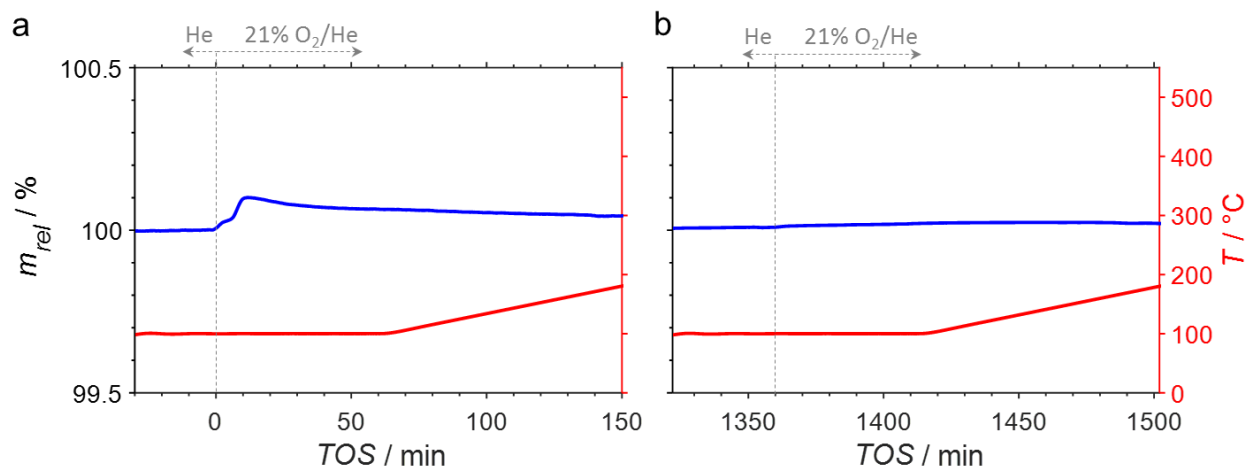 a
He 21% O₂/He
100.5
100
99.5
m_rel / %
0 50 100 150
TOS / min
b
He 21% O₂/He
500
400
300
200
100
0
T / °C
1350 1400 1450 1500
TOS / min